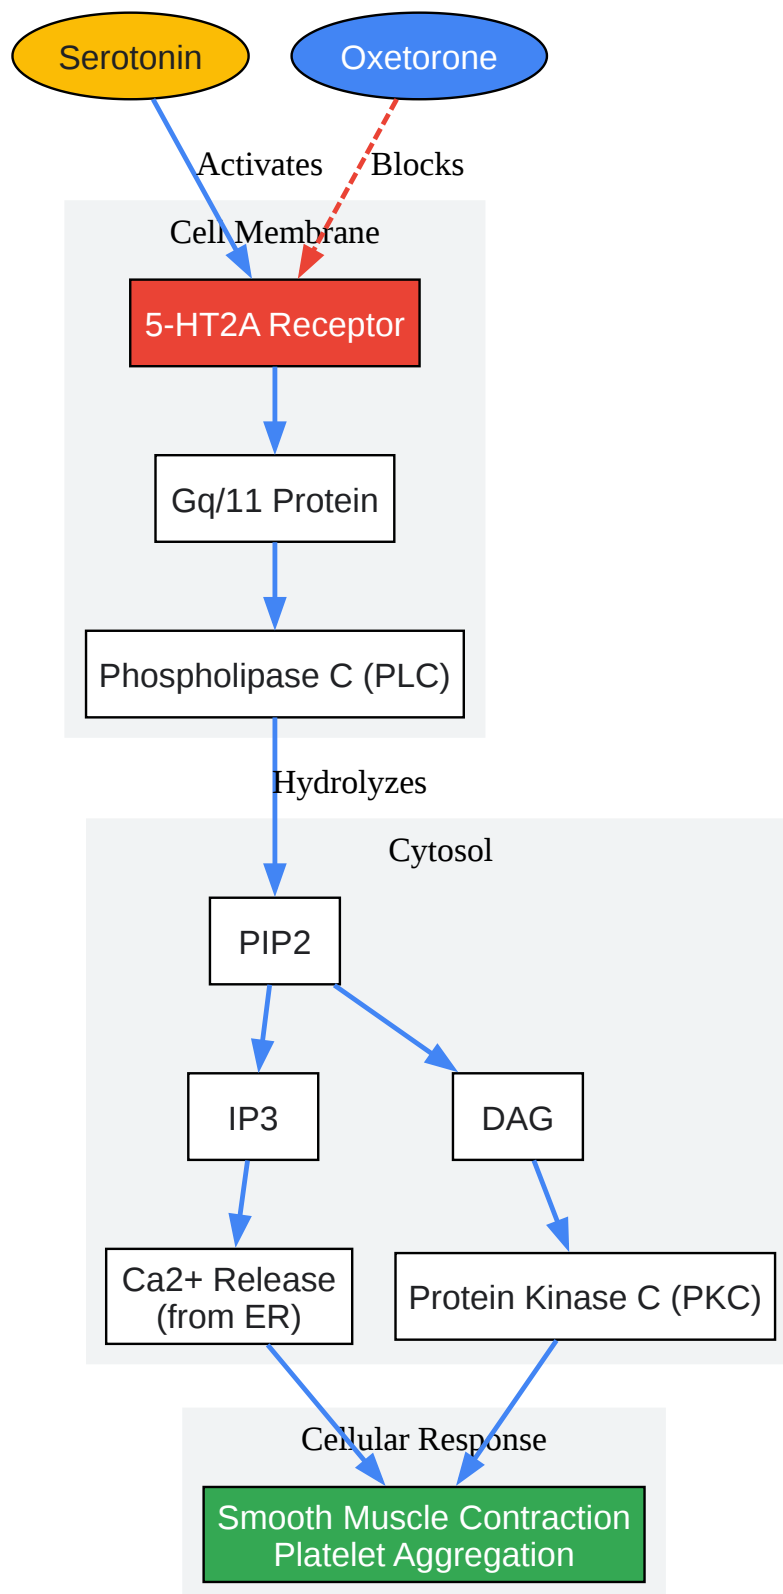 Serotonin
Oxetorone
Activates
Blocks
Cell Membrane
5-HT2A Receptor
Gq/11 Protein
Phospholipase C (PLC)
Hydrolyzes
Cytosol
PIP2
IP3
DAG
Ca2+ Release
(from ER)
Protein Kinase C (PKC)
Cellular Response
Smooth Muscle Contraction
Platelet Aggregation